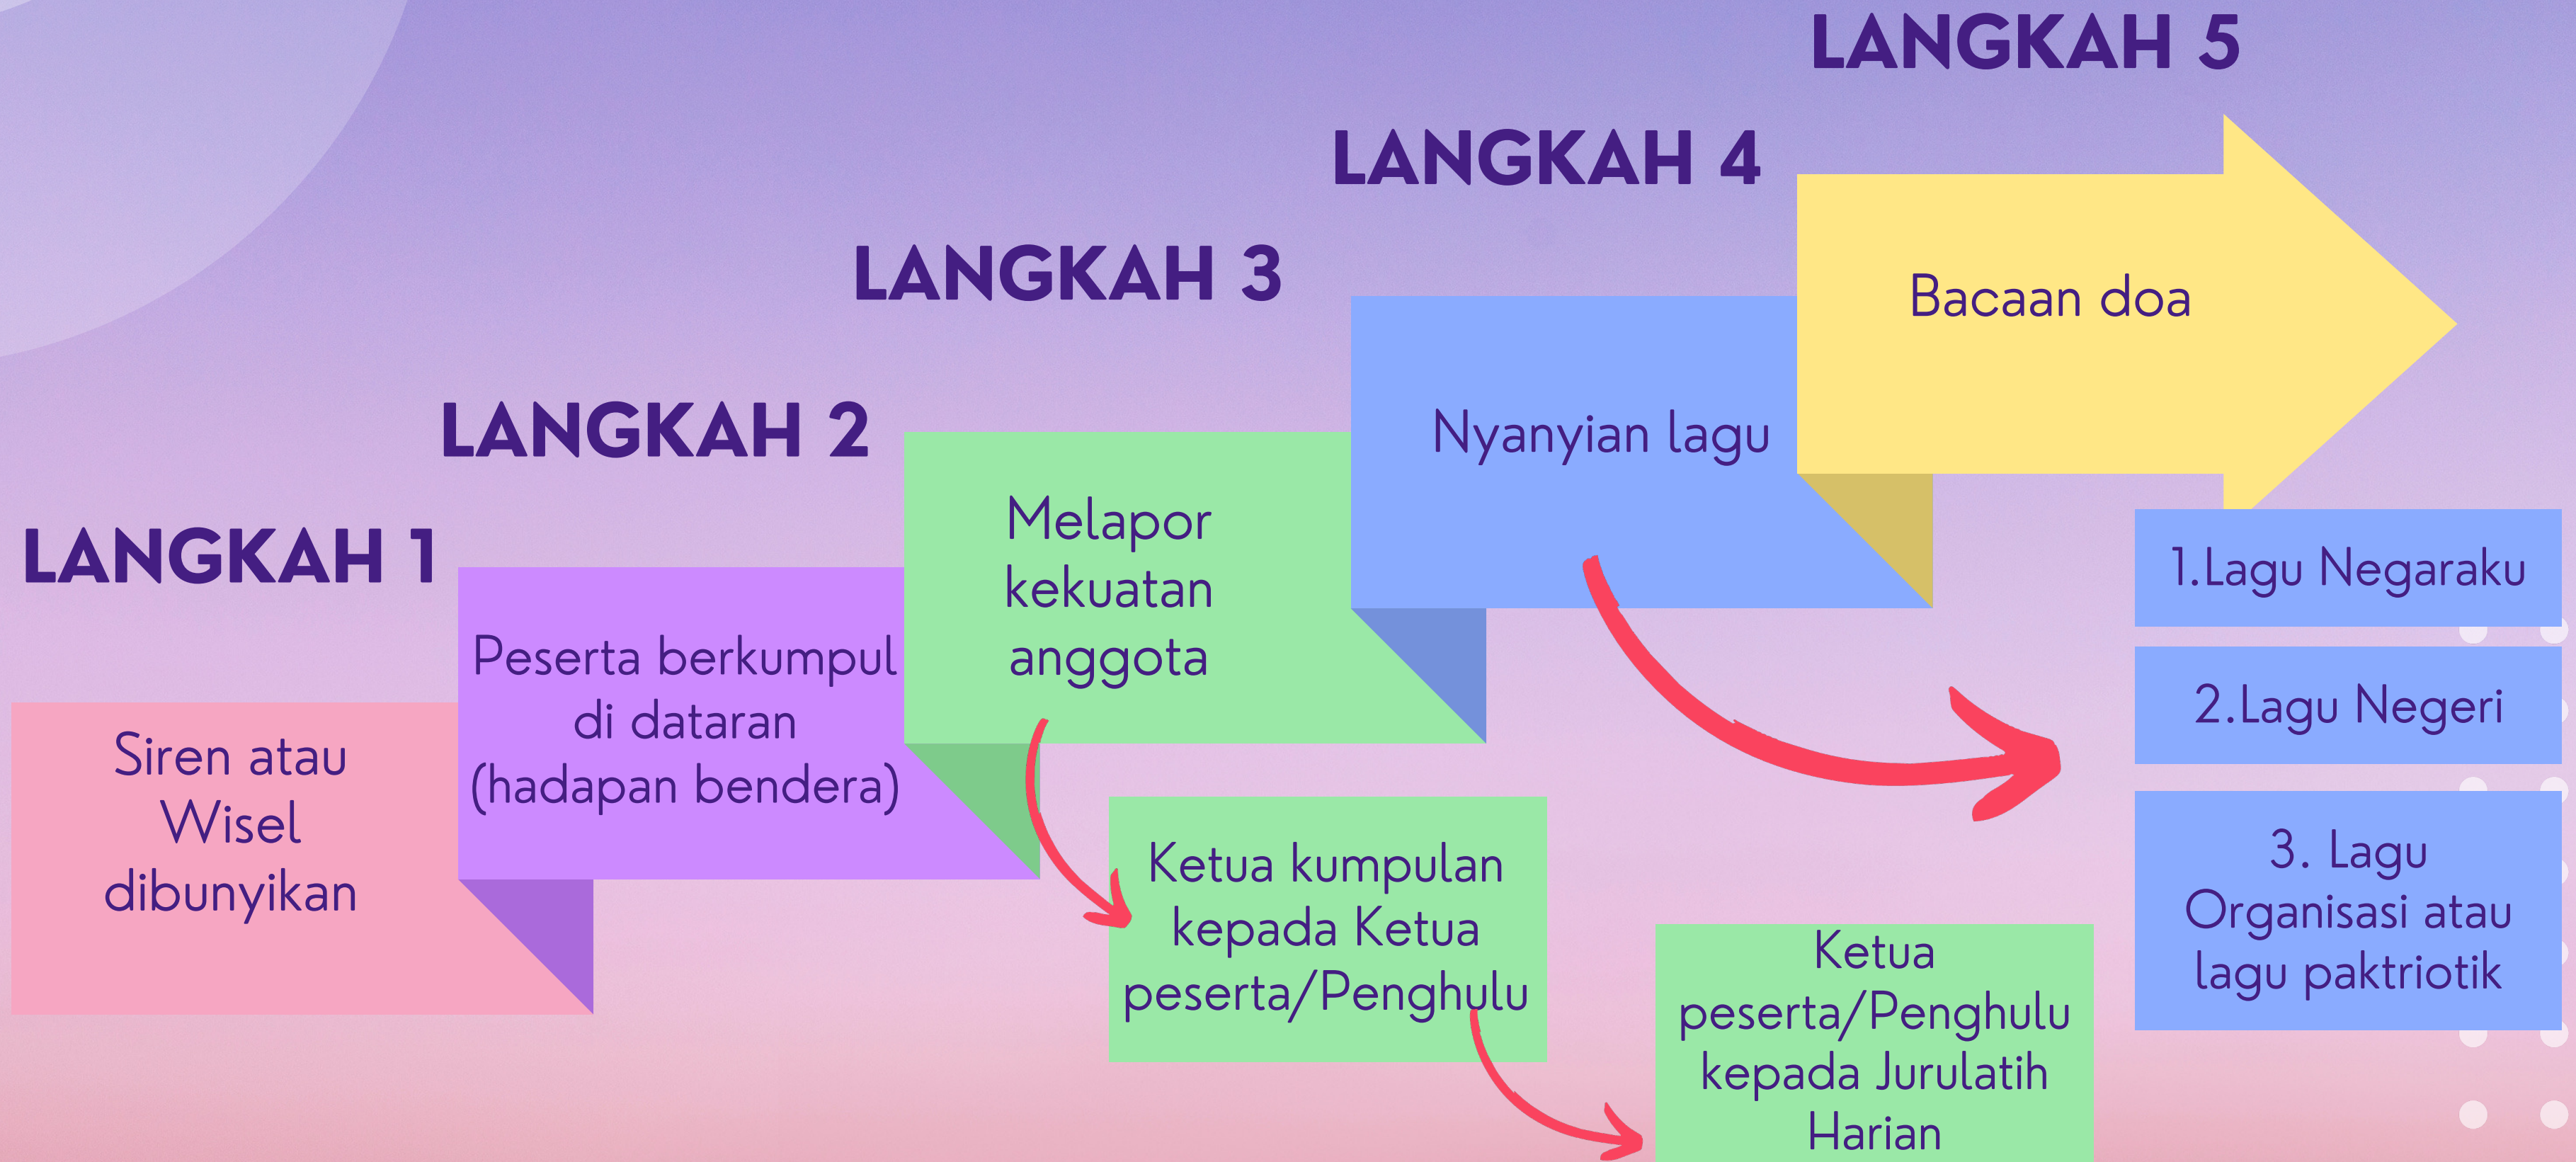 LANGKAH 1
Siren atau
Wisel
dibunyikan
LANGKAH 2
Peserta berkumpul
di dataran
(hadapan bendera)
LANGKAH 3
Melapor
kekuatan
anggota
Ketua kumpulan
kepada Ketua
peserta/Penghulu
Ketua
peserta/Penghulu
kepada Jurulatih
Harian
LANGKAH 4
Nyanyian lagu
1.Lagu Negaraku
2.Lagu Negeri
3. Lagu
Organisasi atau
lagu paktriotik
LANGKAH 5
Bacaan doa